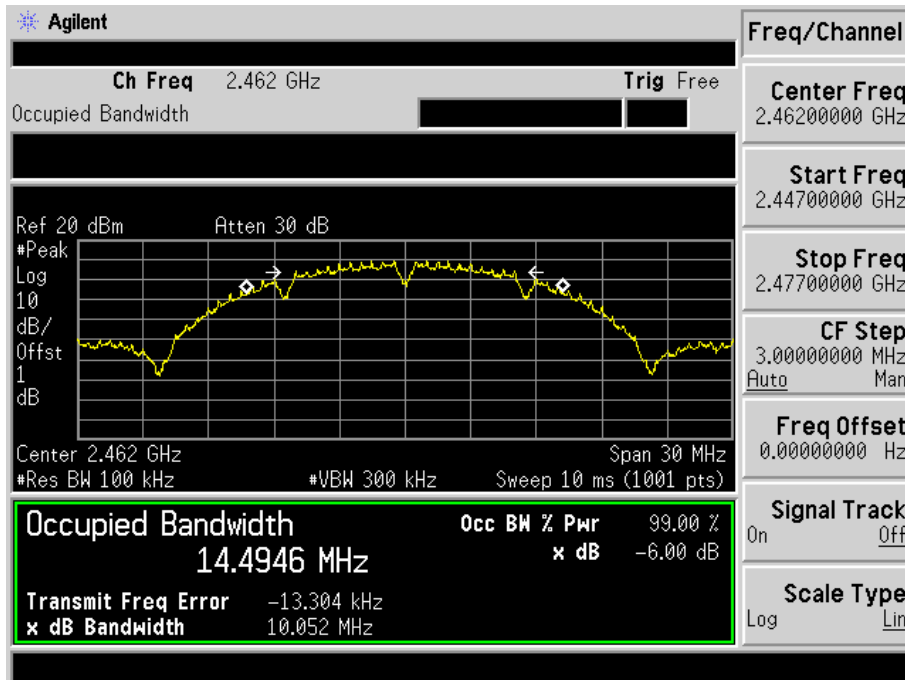 Agilent
Ch Freq 2.462 GHz Trig Free
Occupied Bandwidth
Ref 20 dBm Atten 30 dB
#Peak
Log
10
dB/
Offst
1
dB
Center 2.462 GHz Span 30 MHz
#Res BW 100 kHz #VBW 300 kHz Sweep 10 ms (1001 pts)
Occupied Bandwidth
14.4946 MHz
Occ BW % Pwr 99.00 %
x dB -6.00 dB
Transmit Freq Error -13.304 kHz
x dB Bandwidth 10.052 MHz
Freq/Channel
Center Freq
2.46200000 GHz
Start Freq
2.44700000 GHz
Stop Freq
2.47700000 GHz
CF Step
3.00000000 MHz
Auto Man
Freq Offset
0.00000000 Hz
Signal Track
On Off
Scale Type
Log Lin